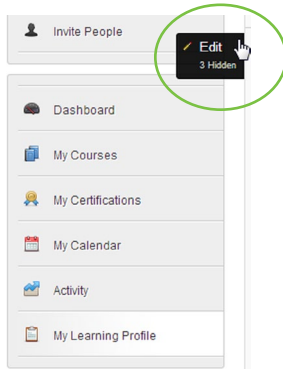 Invite People
Edit
3 Hidden
Dashboard
My Courses
My Certifications
My Calendar
Activity
My Learning Profile